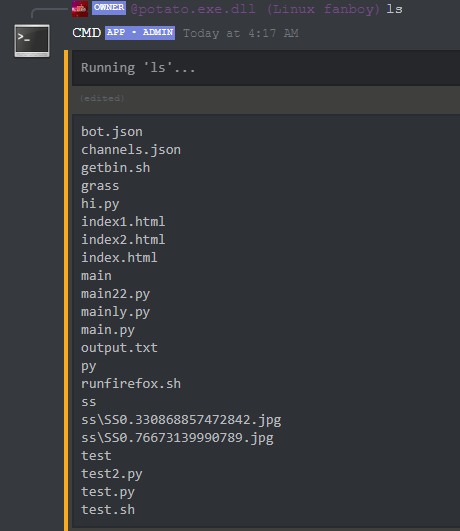 OWNER @potato.exe.dll (Linux fanboy) ls
CMD APP • ADMIN Today at 4:17 AM
Running 'ls'...
(edited)
bot.json
channels.json
getbin.sh
grass
hi.py
index1.html
index2.html
index.html
main
main22.py
mainly.py
main.py
output.txt
py
runfirefox.sh
ss
ss\SS0.330868857472842.jpg
ss\SS0.76673139990789.jpg
test
test2.py
test.py
test.sh